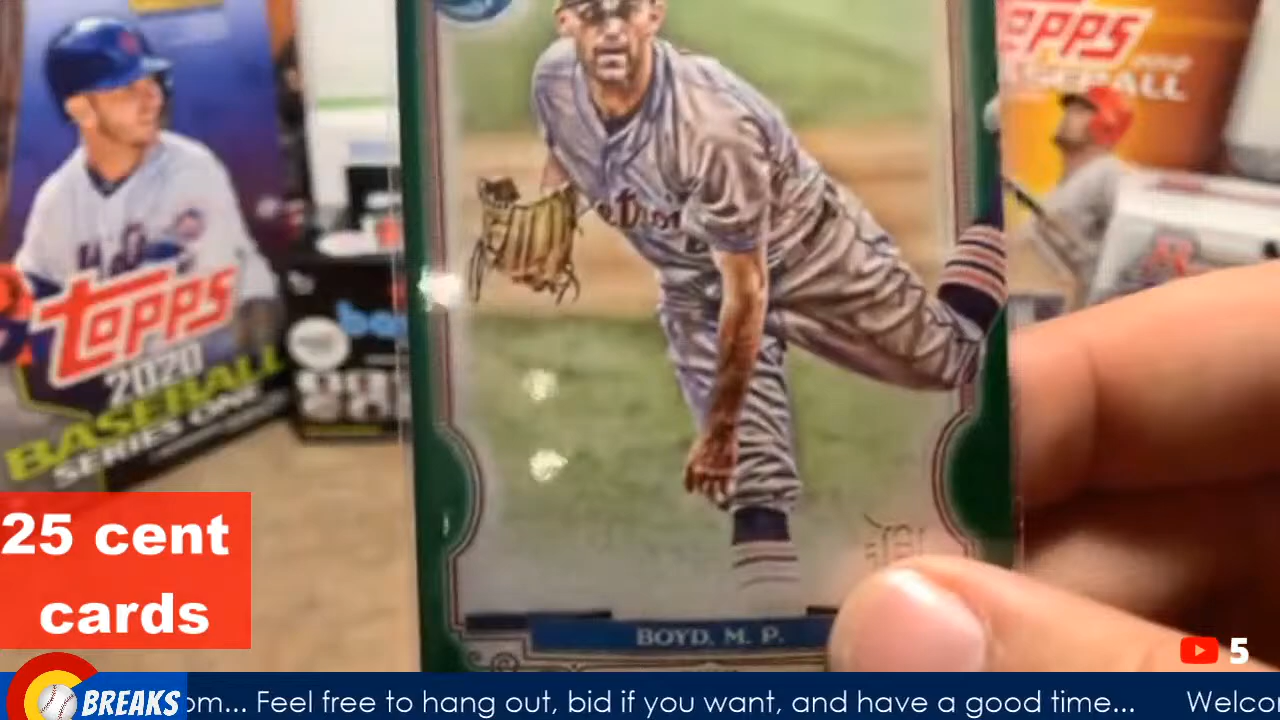 TOPPS
2020
BASEBALL
SERIES ONE
TOPPS
BASEBALL
Detroit
BOYD, M. P.
25 cent
cards
5
BREAKS
om... Feel free to hang out, bid if you want, and have a good time... Welco